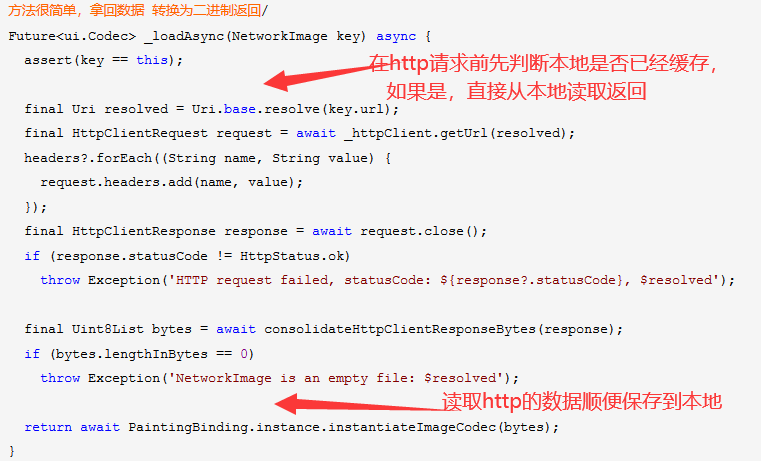 方法很简单，拿回数据 转换为二进制返回/
Future<ui.Codec> _loadAsync(NetworkImage key) async {
  assert(key == this);
在http请求前先判断本地是否已经缓存，
如果是，直接从本地读取返回
  final Uri resolved = Uri.base.resolve(key.url);
  final HttpClientRequest request = await _httpClient.getUrl(resolved);
  headers?.forEach((String name, String value) {
    request.headers.add(name, value);
  });
  final HttpClientResponse response = await request.close();
  if (response.statusCode != HttpStatus.ok)
    throw Exception('HTTP request failed, statusCode: ${response?.statusCode}, $resolved');
  final Uint8List bytes = await consolidateHttpClientResponseBytes(response);
  if (bytes.lengthInBytes == 0)
    throw Exception('NetworkImage is an empty file: $resolved');
读取http的数据顺便保存到本地
  return await PaintingBinding.instance.instantiateImageCodec(bytes);
}